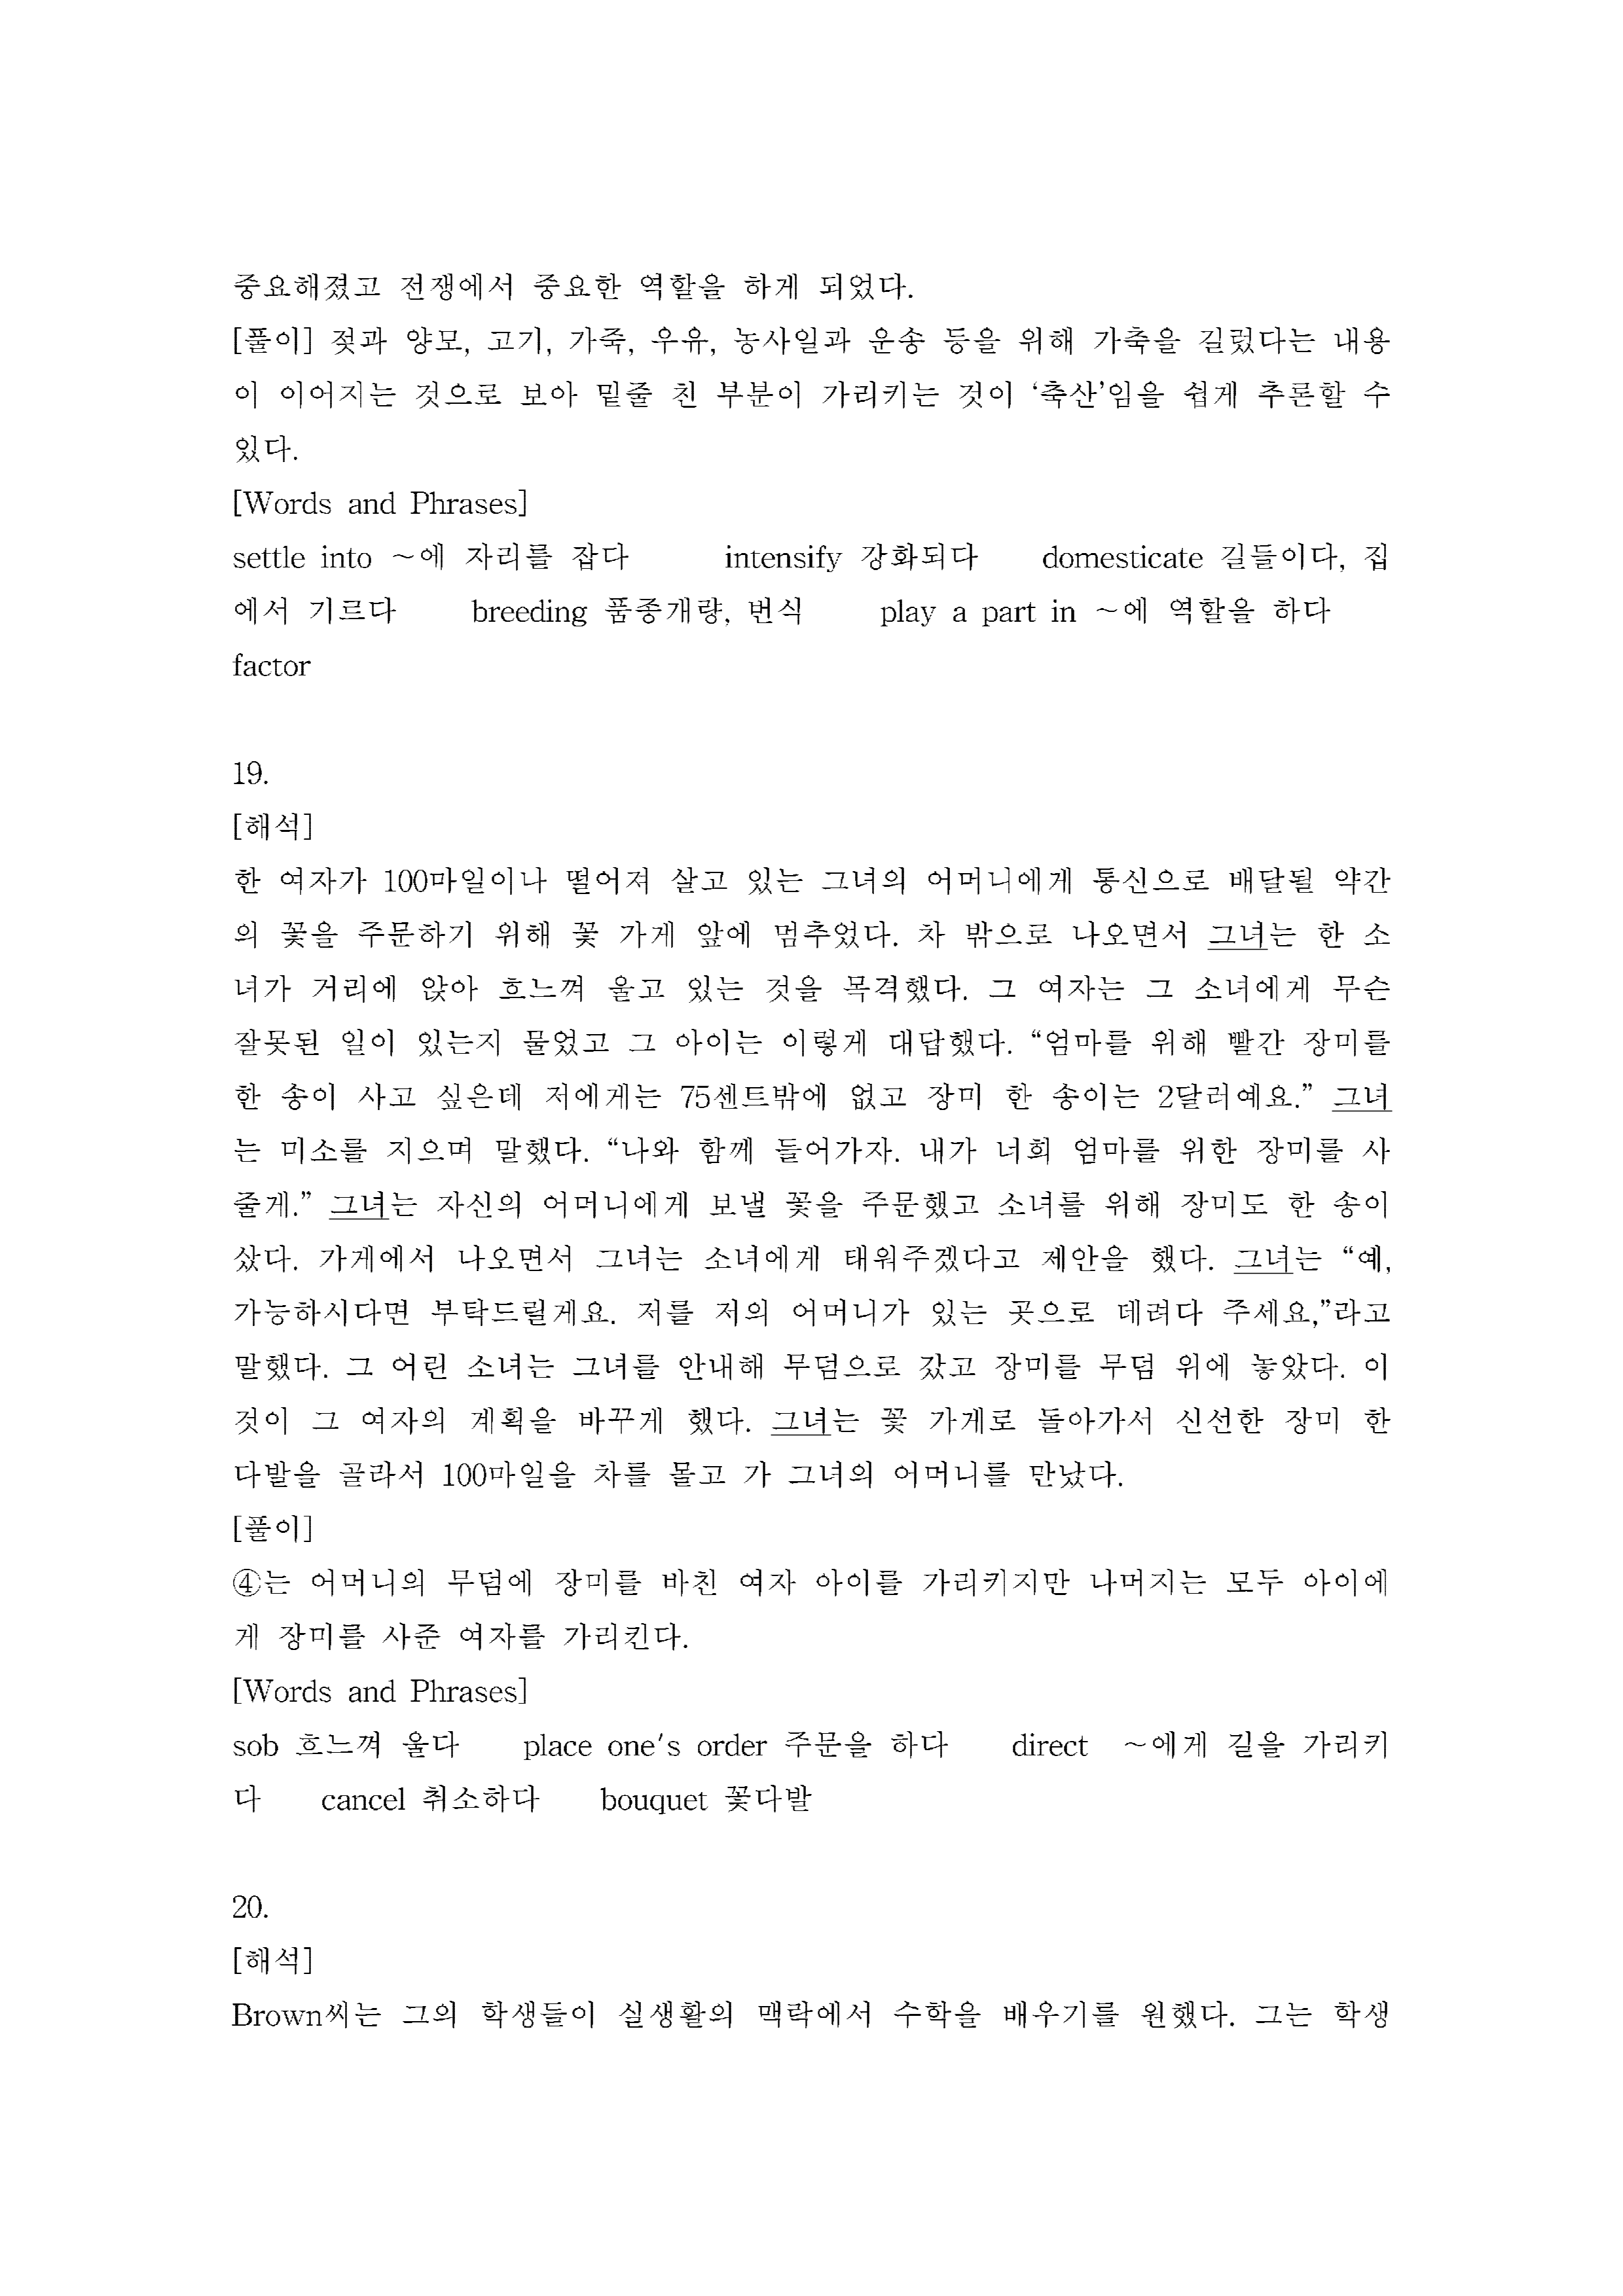 중요해졌고 전쟁에서 중요한 역할을 하게 되었다.
[풀이] 젖과 양모, 고기, 가죽, 우유, 농사일과 운송 등을 위해 가축을 길렀다는 내용
이 이어지는 것으로 보아 밑줄 친 부분이 가리키는 것이 ‘축산’임을 쉽게 추론할 수
있다.
[Words and Phrases]
settle into ～에 자리를 잡다 intensify 강화되다 domesticate 길들이다, 집
에서 기르다 breeding 품종개량, 번식 play a part in ～에 역할을 하다
factor
19.
[해석]
한 여자가 100마일이나 떨어져 살고 있는 그녀의 어머니에게 통신으로 배달될 약간
의 꽃을 주문하기 위해 꽃 가게 앞에 멈추었다. 차 밖으로 나오면서 그녀는 한 소
녀가 거리에 앉아 흐느껴 울고 있는 것을 목격했다. 그 여자는 그 소녀에게 무슨
잘못된 일이 있는지 물었고 그 아이는 이렇게 대답했다. “엄마를 위해 빨간 장미를
한 송이 사고 싶은데 저에게는 75센트밖에 없고 장미 한 송이는 2달러예요.” 그녀
는 미소를 지으며 말했다. “나와 함께 들어가자. 내가 너희 엄마를 위한 장미를 사
줄게.” 그녀는 자신의 어머니에게 보낼 꽃을 주문했고 소녀를 위해 장미도 한 송이
샀다. 가게에서 나오면서 그녀는 소녀에게 태워주겠다고 제안을 했다. 그녀는 “예,
가능하시다면 부탁드릴게요. 저를 저의 어머니가 있는 곳으로 데려다 주세요,”라고
말했다. 그 어린 소녀는 그녀를 안내해 무덤으로 갔고 장미를 무덤 위에 놓았다. 이
것이 그 여자의 계획을 바꾸게 했다. 그녀는 꽃 가게로 돌아가서 신선한 장미 한
다발을 골라서 100마일을 차를 몰고 가 그녀의 어머니를 만났다.
[풀이]
④는 어머니의 무덤에 장미를 바친 여자 아이를 가리키지만 나머지는 모두 아이에
게 장미를 사준 여자를 가리킨다.
[Words and Phrases]
sob 흐느껴 울다 place one's order 주문을 하다 direct ～에게 길을 가리키
다 cancel 취소하다 bouquet 꽃다발
20.
[해석]
Brown씨는 그의 학생들이 실생활의 맥락에서 수학을 배우기를 원했다. 그는 학생